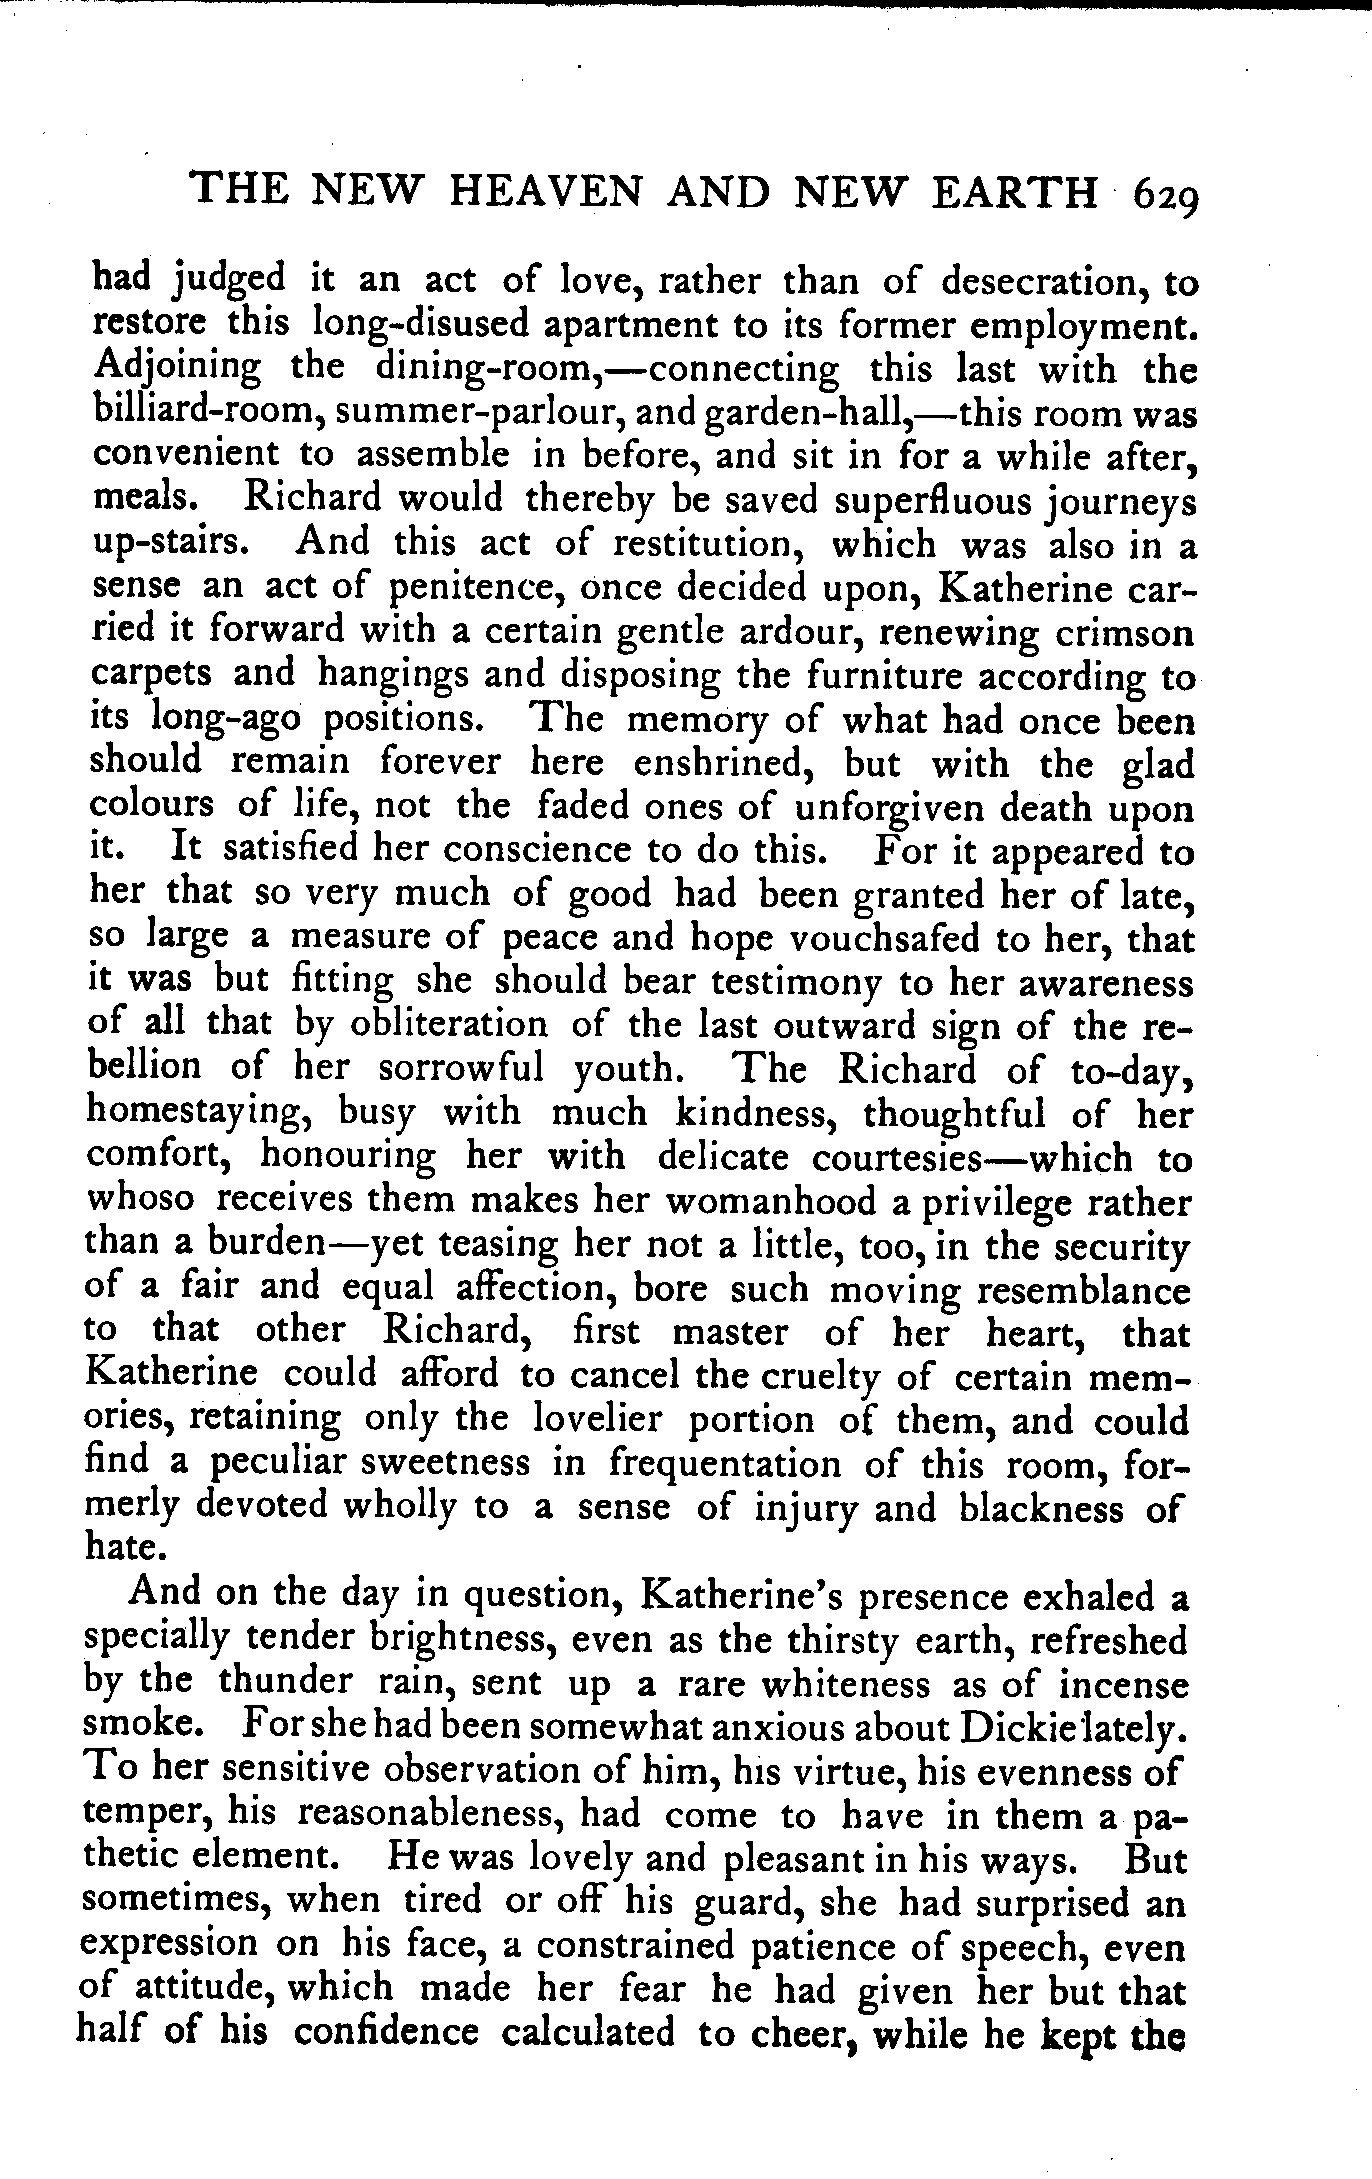 THE NEW HEAVEN AND NEW EARTH 629
had judged it an act of love, rather than of desecration, to
restore this long-disused apartment to its former employment.
Adjoining the dining-room,—connecting this last with the
billiard-room, summer-parlour, and garden-hall,—this room was
convenient to assemble in before, and sit in for a while after,
meals. Richard would thereby be saved superfluous journeys
up-stairs. And this act of restitution, which was also in a
sense an act of penitence, once decided upon, Katherine car-
ried it forward with a certain gentle ardour, renewing crimson
carpets and hangings and disposing the furniture according to
its long-ago positions. The memory of what had once been
should remain forever here enshrined, but with the glad
colours of life, not the faded ones of unforgiven death upon
it. It satisfied her conscience to do this. For it appeared to
her that so very much of good had been granted her of late,
so large a measure of peace and hope vouchsafed to her, that
it was but fitting she should bear testimony to her awareness
of all that by obliteration of the last outward sign of the re-
bellion of her sorrowful youth. The Richard of to-day,
homestaying, busy with much kindness, thoughtful of her
comfort, honouring her with delicate courtesies—which to
whoso receives them makes her womanhood a privilege rather
than a burden—yet teasing her not a little, too, in the security
of a fair and equal affection, bore such moving resemblance
to that other Richard, first master of her heart, that
Katherine could afford to cancel the cruelty of certain mem-
ories, retaining only the lovelier portion of them, and could
find a peculiar sweetness in frequentation of this room, for-
merly devoted wholly to a sense of injury and blackness of
hate.
And on the day in question, Katherine's presence exhaled a
specially tender brightness, even as the thirsty earth, refreshed
by the thunder rain, sent up a rare whiteness as of incense
smoke. For she had been somewhat anxious about Dickie lately.
To her sensitive observation of him, his virtue, his evenness of
temper, his reasonableness, had come to have in them a pa-
thetic element. He was lovely and pleasant in his ways. But
sometimes, when tired or off his guard, she had surprised an
expression on his face, a constrained patience of speech, even
of attitude, which made her fear he had given her but that
half of his confidence calculated to cheer, while he kept the